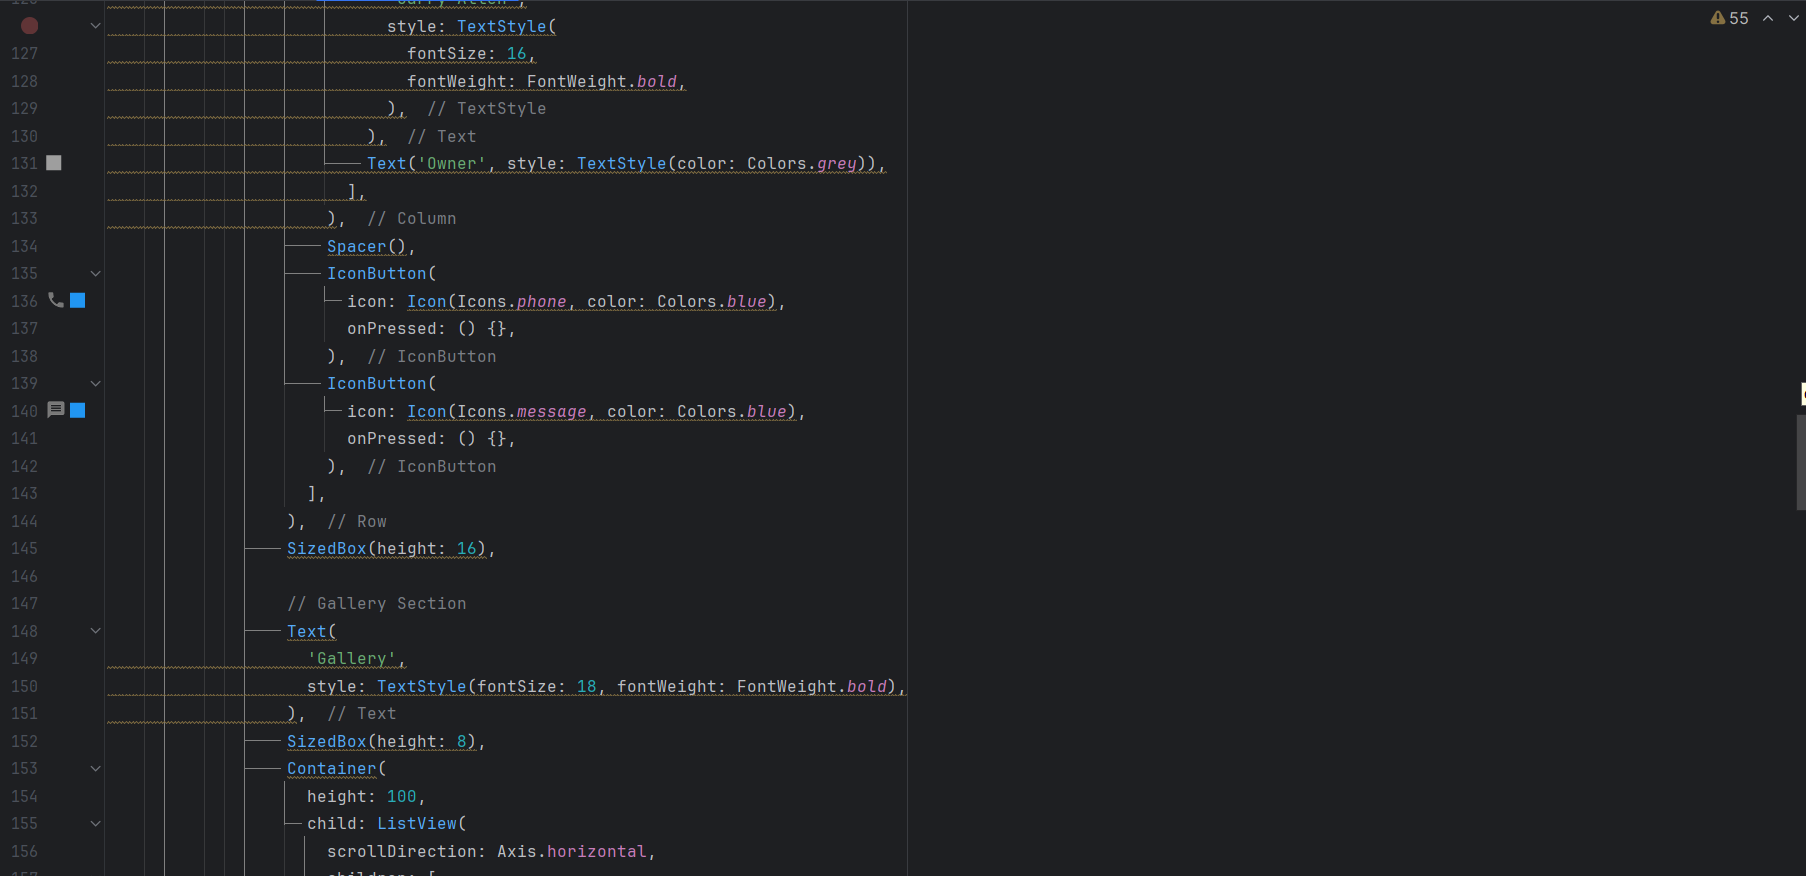 style: TextStyle(
55
127 fontSize: 16,
128 fontWeight: FontWeight.bold,
129 ), // TextStyle
130 ), // Text
131 Text('Owner', style: TextStyle(color: Colors.grey)),
132 ],
133 ), // Column
134 Spacer(),
135 IconButton(
136 icon: Icon(Icons.phone, color: Colors.blue),
137 onPressed: () {},
138 ), // IconButton
139 IconButton(
140 icon: Icon(Icons.message, color: Colors.blue),
141 onPressed: () {},
142 ), // IconButton
143 ],
144 ), // Row
145 SizedBox(height: 16),
146
147 // Gallery Section
148 Text(
149 'Gallery',
150 style: TextStyle(fontSize: 18, fontWeight: FontWeight.bold),
151 ), // Text
152 SizedBox(height: 8),
153 Container(
154 height: 100,
155 child: ListView(
156 scrollDirection: Axis.horizontal,